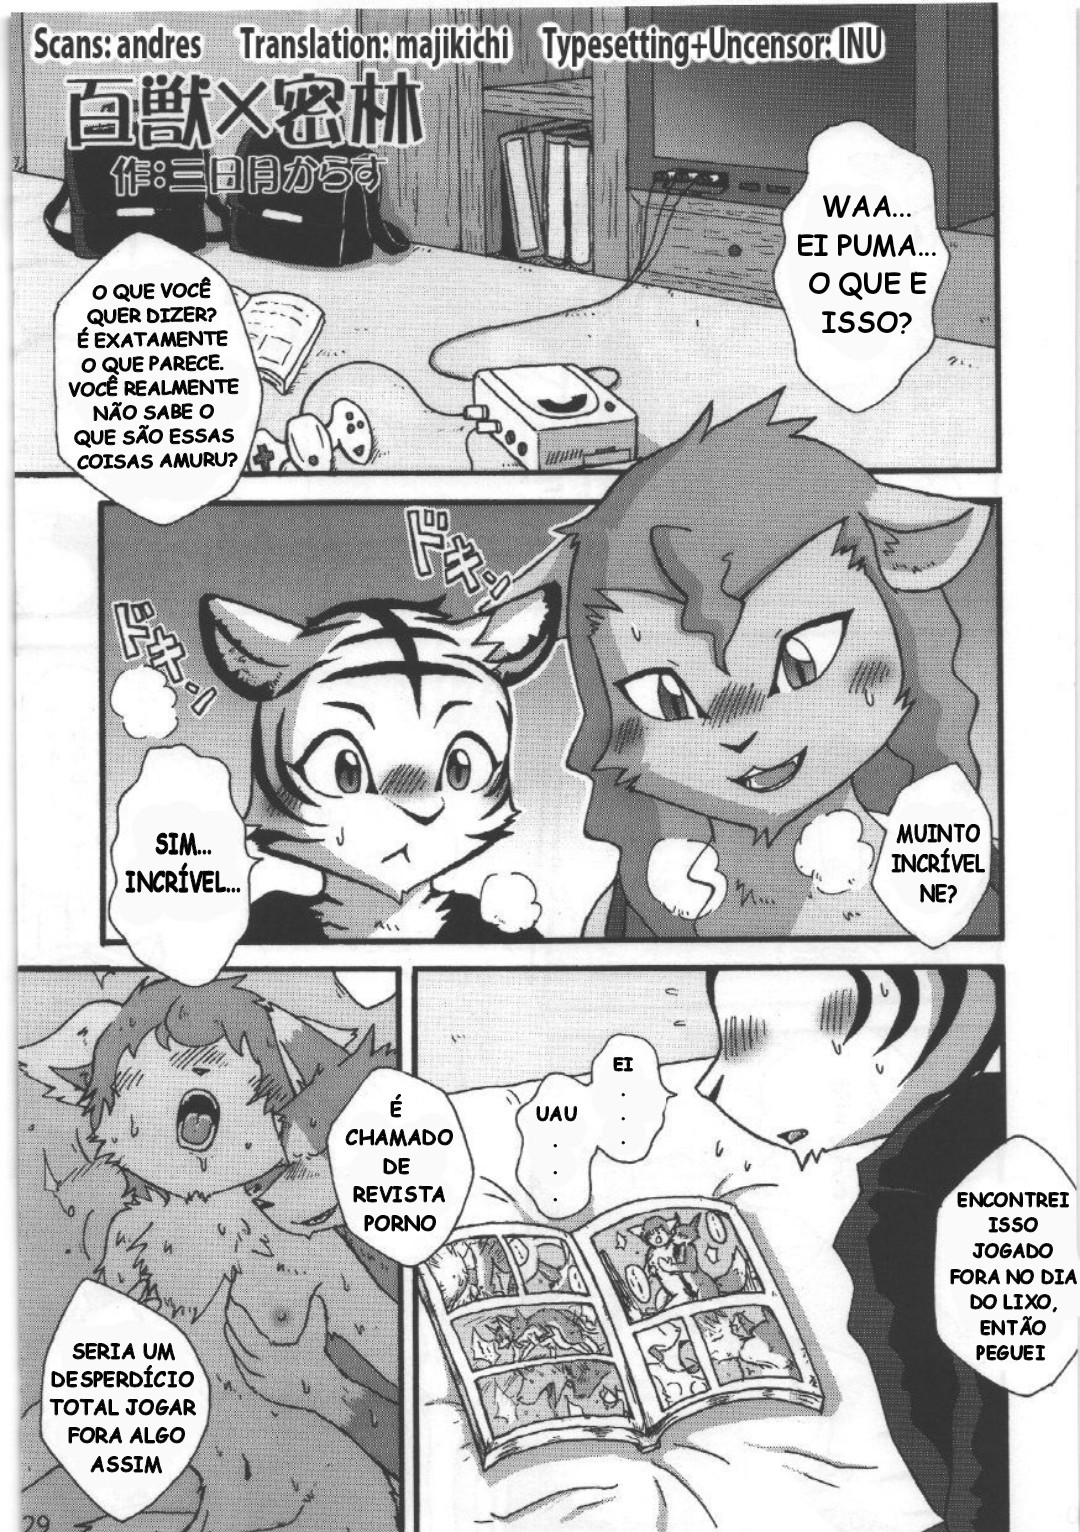 Scans: andres Translation: majikichi Typesetting+Uncensor: INU
百獣×密林
作:三日月からす
WAA...
EI PUMA...
O QUE E
ISSO?
O QUE VOCÊ
QUER DIZER?
É EXATAMENTE
O QUE PARECE.
VOCÊ REALMENTE
NÃO SABE O
QUE SÃO ESSAS
COISAS AMURU?
ドキン
ドキン
SIM...
INCRÍVEL...
MUINTO
INCRÍVEL
NE?
EI
.
.
.
UAU
.
.
.
É
CHAMADO
DE
REVISTA
PORNO
ENCONTREI
ISSO
JOGADO
FORA NO DIA
DO LIXO,
ENTÃO
PEGUEI
SERIA UM
DESPERDÍCIO
TOTAL JOGAR
FORA ALGO
ASSIM
29